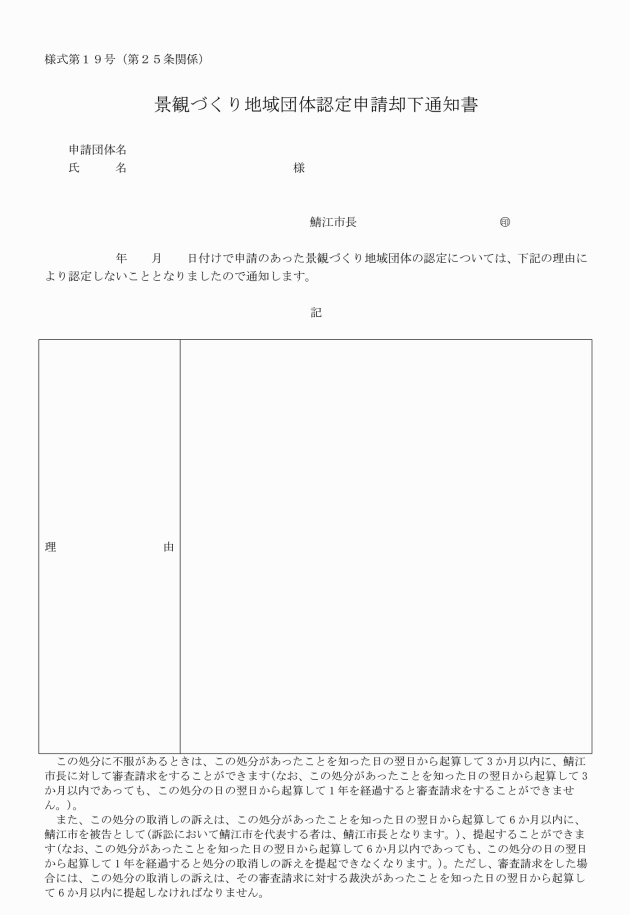 様式第１９号（第２５条関係）
景観づくり地域団体認定申請却下通知書
申請団体名
氏　　　名　　　　　　　　　　　　　　様
鯖江市長　　　　　　　　　　　　㊞
年　　月　　日付けで申請のあった景観づくり地域団体の認定については、下記の理由に
より認定しないこととなりましたので通知します。
記
理　　　　　　　　　由
この処分に不服があるときは、この処分があったことを知った日の翌日から起算して3か月以内に、鯖江
市長に対して審査請求をすることができます(なお、この処分があったことを知った日の翌日から起算して3
か月以内であっても、この処分の日の翌日から起算して1年を経過すると審査請求をすることができませ
ん。)。
また、この処分の取消しの訴えは、この処分があったことを知った日の翌日から起算して6か月以内に、
鯖江市を被告として(訴訟において鯖江市を代表する者は、鯖江市長となります。)、提起することができま
す(なお、この処分があったことを知った日の翌日から起算して6か月以内であっても、この処分の日の翌日
から起算して1年を経過すると処分の取消しの訴えを提起できなくなります。)。ただし、審査請求をした場
合には、この処分の取消しの訴えは、その審査請求に対する裁決があったことを知った日の翌日から起算し
て6か月以内に提起しなければなりません。